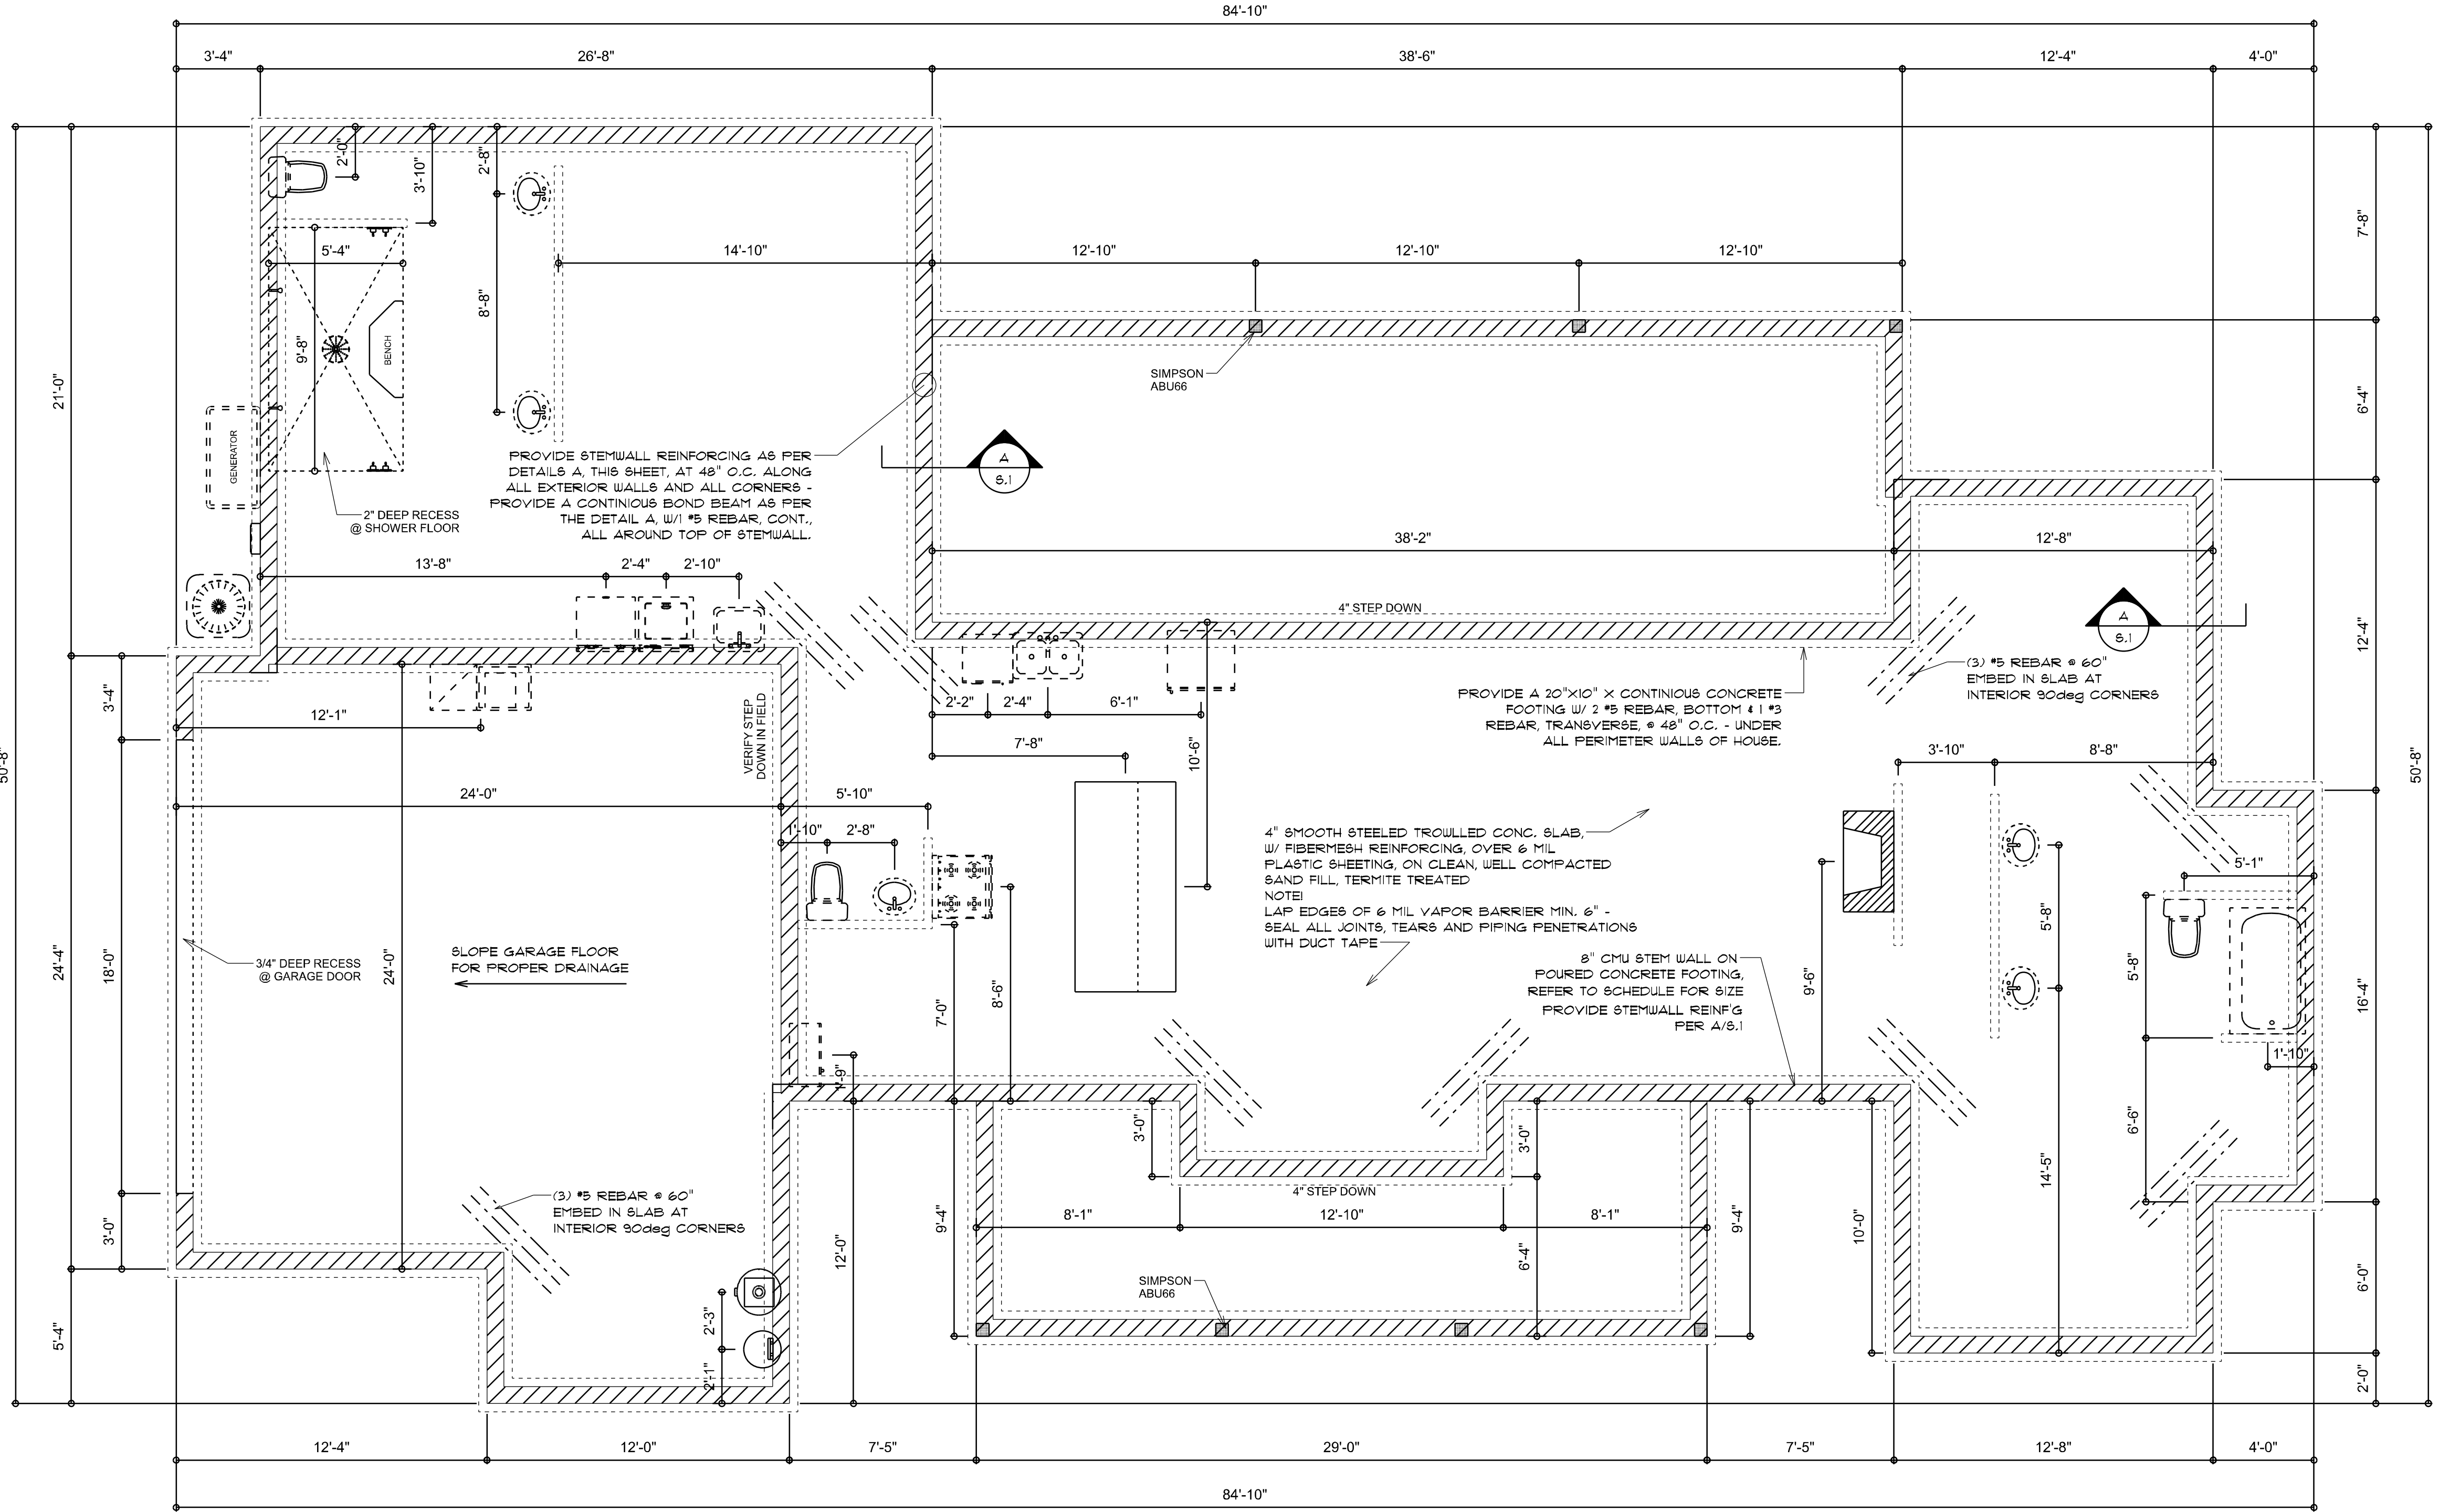 84'-10"
3'-4" 26'-8" 38'-6" 12'-4" 4'-0"
2'-0"
3'-10"
2'-8"
7'-8"
5'-4" 14'-10" 12'-10" 12'-10" 12'-10"
8'-8"
9'-8"
BENCH
21'-0"
6'-4"
SIMPSON
ABU66
GENERATOR
A
S.1
PROVIDE STEMWALL REINFORCING AS PER
DETAILS A, THIS SHEET, AT 48" O.C. ALONG
ALL EXTERIOR WALLS AND ALL CORNERS -
PROVIDE A CONTINIOUS BOND BEAM AS PER
THE DETAIL A, W/1 #5 REBAR, CONT.,
ALL AROUND TOP OF STEMWALL.
2" DEEP RECESS
@ SHOWER FLOOR
38'-2" 12'-8"
13'-8" 2'-4" 2'-10"
4" STEP DOWN
A
S.1
12'-4"
(3) #5 REBAR @ 60"
EMBED IN SLAB AT
INTERIOR 90deg CORNERS
PROVIDE A 20"X10" X CONTINIOUS CONCRETE
FOOTING W/ 2 #5 REBAR, BOTTOM & 1 #3
REBAR, TRANSVERSE, @ 48" O.C. - UNDER
ALL PERIMETER WALLS OF HOUSE.
3'-4"
12'-1"
VERIFY STEP
DOWN IN FIELD
2'-2" 2'-4" 6'-1"
7'-8"
10'-6"
3'-10" 8'-8"
50'-8"
50'-8"
24'-0" 5'-10"
1'-10" 2'-8"
4" SMOOTH STEELED TROWLLED CONC. SLAB,
W/ FIBERMESH REINFORCING, OVER 6 MIL
PLASTIC SHEETING, ON CLEAN, WELL COMPACTED
SAND FILL, TERMITE TREATED
NOTE!
LAP EDGES OF 6 MIL VAPOR BARRIER MIN. 6" -
SEAL ALL JOINTS, TEARS AND PIPING PENETRATIONS
WITH DUCT TAPE
5'-1"
5'-8"
5'-8"
24'-4"
18'-0"
3/4" DEEP RECESS
@ GARAGE DOOR
24'-0"
SLOPE GARAGE FLOOR
FOR PROPER DRAINAGE
8" CMU STEM WALL ON
POURED CONCRETE FOOTING,
REFER TO SCHEDULE FOR SIZE
PROVIDE STEMWALL REINF'G
PER A/S.1
7'-0"
8'-6"
9'-6"
16'-4"
1'-10"
1'-9"
3'-0"
3'-0"
6'-6"
14'-5"
4" STEP DOWN
(3) #5 REBAR @ 60"
EMBED IN SLAB AT
INTERIOR 90deg CORNERS
3'-0"
9'-4"
8'-1" 12'-10" 8'-1"
9'-4"
10'-0"
12'-0"
6'-4"
6'-0"
SIMPSON
ABU66
5'-4"
2'-3"
2'-1"
2'-0"
12'-4" 12'-0" 7'-5" 29'-0" 7'-5" 12'-8" 4'-0"
84'-10"